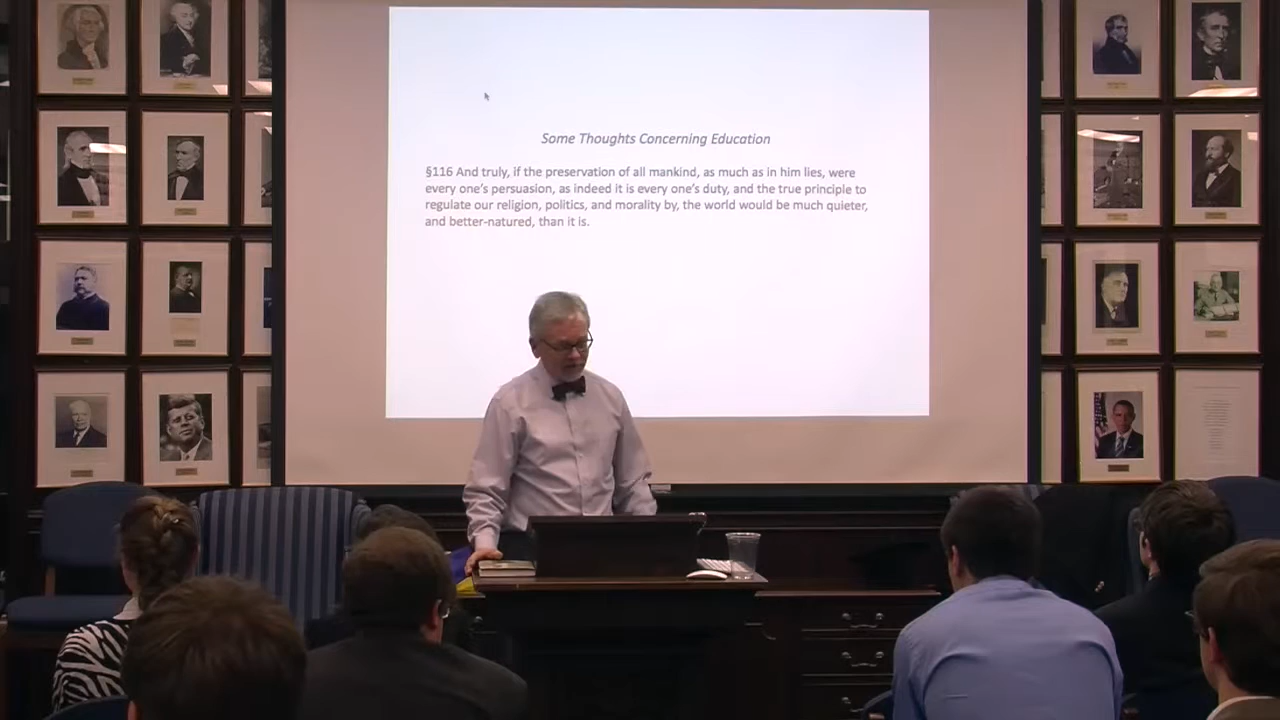 Some Thoughts Concerning Education
§116 And truly, if the preservation of all mankind, as much as in him lies, were
every one's persuasion, as indeed it is every one's duty, and the true principle to
regulate our religion, politics, and morality by, the world would be much quieter,
and better-natured, than it is.